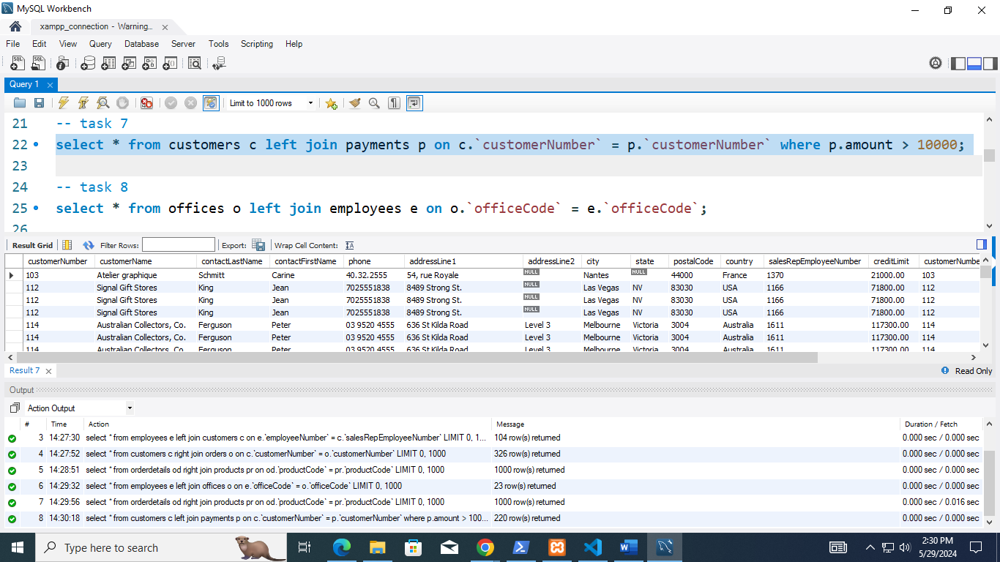 MySQL Workbench
xampp_connection - Warning...
File Edit View Query Database Server Tools Scripting Help
Query 1
Limit to 1000 rows
21 -- task 7
22 select * from customers c left join payments p on c.`customerNumber` = p.`customerNumber` where p.amount > 10000;
23
24 -- task 8
25 select * from offices o left join employees e on o.`officeCode` = e.`officeCode`;
26
Result Grid Filter Rows: Export: Wrap Cell Content:
customerNumber customerName contactLastName contactFirstName phone addressLine1 addressLine2 city state postalCode country salesRepEmployeeNumber creditLimit customerNumbe
103 Atelier graphique Schmitt Carine 40.32.2555 54, rue Royale NULL Nantes NULL 44000 France 1370 21000.00 103
112 Signal Gift Stores King Jean 7025551838 8489 Strong St. NULL Las Vegas NV 83030 USA 1166 71800.00 112
112 Signal Gift Stores King Jean 7025551838 8489 Strong St. NULL Las Vegas NV 83030 USA 1166 71800.00 112
112 Signal Gift Stores King Jean 7025551838 8489 Strong St. NULL Las Vegas NV 83030 USA 1166 71800.00 112
114 Australian Collectors, Co. Ferguson Peter 03 9520 4555 636 St Kilda Road Level 3 Melbourne Victoria 3004 Australia 1611 117300.00 114
114 Australian Collectors, Co. Ferguson Peter 03 9520 4555 636 St Kilda Road Level 3 Melbourne Victoria 3004 Australia 1611 117300.00 114
114 Australian Collectors, Co. Ferguson Peter 03 9520 4555 636 St Kilda Road Level 3 Melbourne Victoria 3004 Australia 1611 117300.00 114
Result 7 Read Only
Output
Action Output
# Time Action Message Duration / Fetch
3 14:27:30 select * from employees e left join customers c on e.`employeeNumber` = c.`salesRepEmployeeNumber` LIMIT 0, 1... 104 row(s) returned 0.000 sec / 0.000 sec
4 14:27:52 select * from customers c right join orders o on c.`customerNumber` = o.`customerNumber` LIMIT 0, 1000 326 row(s) returned 0.000 sec / 0.000 sec
5 14:28:51 select * from orderdetails od right join products pr on od.`productCode` = pr.`productCode` LIMIT 0, 1000 1000 row(s) returned 0.000 sec / 0.000 sec
6 14:29:32 select * from employees e left join offices o on e.`officeCode` = o.`officeCode` LIMIT 0, 1000 23 row(s) returned 0.000 sec / 0.000 sec
7 14:29:56 select * from orderdetails od right join products pr on od.`productCode` = pr.`productCode` LIMIT 0, 1000 1000 row(s) returned 0.000 sec / 0.016 sec
8 14:30:18 select * from customers c left join payments p on c.`customerNumber` = p.`customerNumber` where p.amount > 100... 220 row(s) returned 0.000 sec / 0.000 sec
Type here to search
2:30 PM
5/29/2024